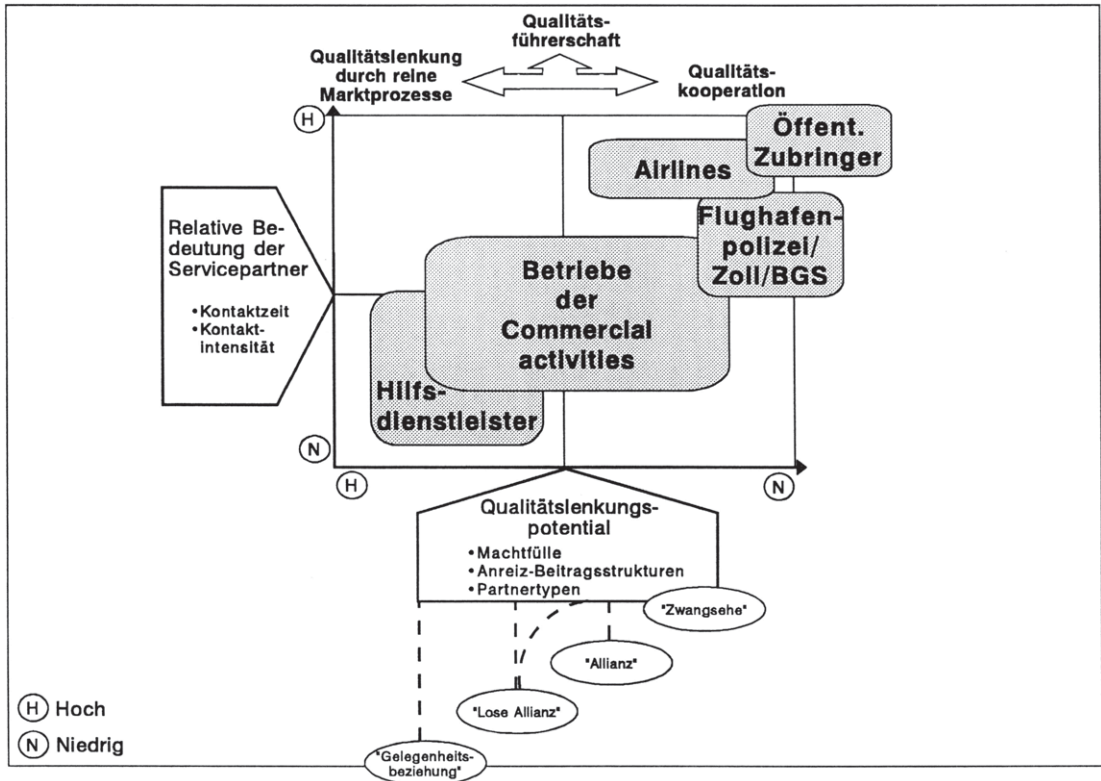 Qualitäts-
führerschaft
Qualitätslenkung
durch reine
Marktprozesse
Qualitäts-
kooperation
H
Öffent.
Zubringer
Airlines
Flughafen-
polizei/
Zoll/BGS
Relative Be-
deutung der
Servicepartner
•Kontaktzeit
•Kontakt-
intensität
Betriebe
der
Commercial
activities
Hilfs-
dienstleister
N
H
N
Qualitätslenkungs-
potential
•Machtfülle
•Anreiz-Beitragsstrukturen
•Partnertypen
"Zwangsehe"
"Allianz"
"Lose Allianz"
"Gelegenheits-
beziehung"
H Hoch
N Niedrig